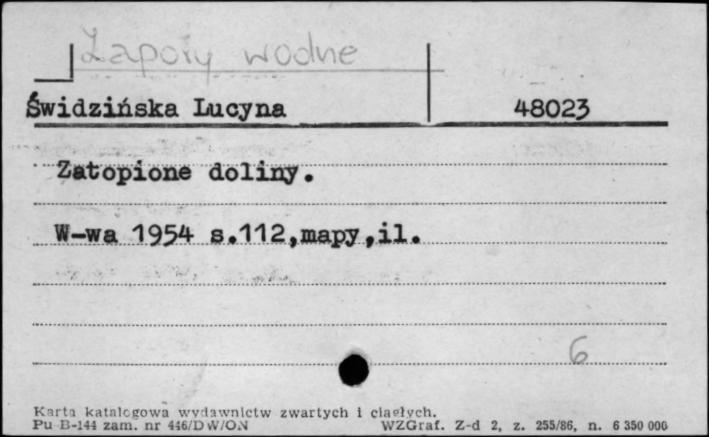 Zapory wodne
Świdzińska Lucyna 48023
Zatopione doliny.
W-wa 1954 s.112,mapy,il.
6
Karta katalogowa wydawnictw zwartych i ciągłych.
Pu B-144 zam. nr 446/DW/ON WZGraf. Z-d 2, z. 255/86, n. 6 350 000